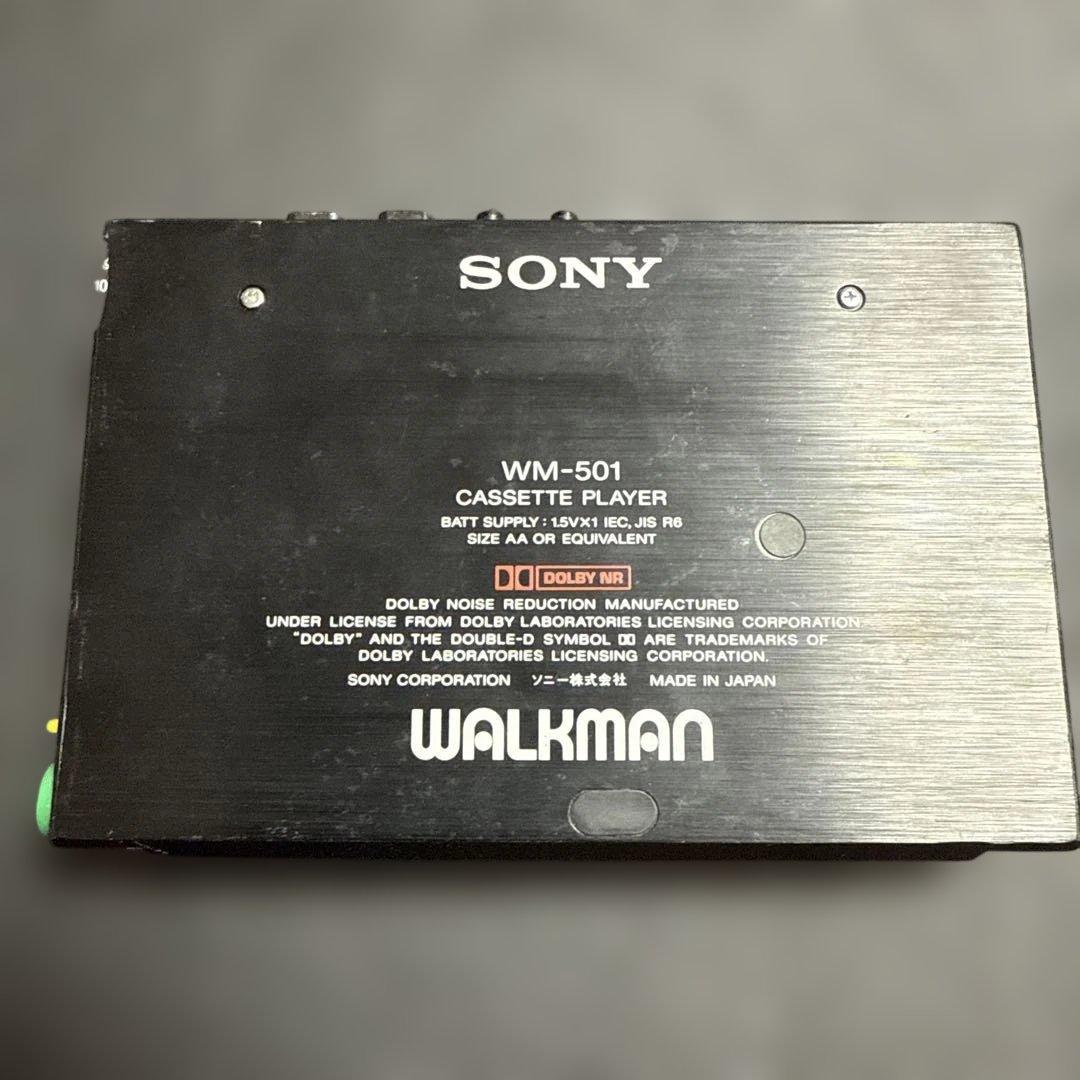 SONY
10
WM-501
CASSETTE PLAYER
BATT SUPPLY : 1.5V×1 IEC, JIS R6
SIZE AA OR EQUIVALENT
DOLBY NR
DOLBY NOISE REDUCTION MANUFACTURED
UNDER LICENSE FROM DOLBY LABORATORIES LICENSING CORPORATION.
"DOLBY" AND THE DOUBLE-D SYMBOL ARE TRADEMARKS OF
DOLBY LABORATORIES LICENSING CORPORATION.
SONY CORPORATION ソニー株式会社 MADE IN JAPAN
WALKMAN